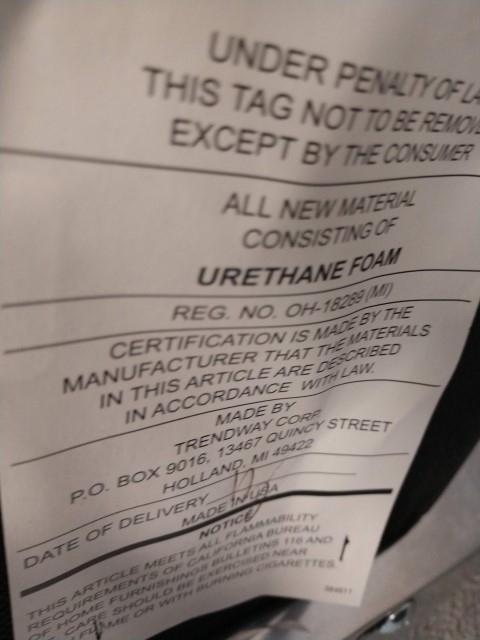 UNDER PENALTY OF LA
THIS TAG NOT TO BE REMOVE
EXCEPT BY THE CONSUMER
ALL NEW MATERIAL
CONSISTING OF
URETHANE FOAM
REG. NO. OH-18289 (MI)
CERTIFICATION IS MADE BY THE
MANUFACTURER THAT THE MATERIALS
IN THIS ARTICLE ARE DESCRIBED
IN ACCORDANCE WITH LAW.
MADE BY
TRENDWAY CORP.
P.O. BOX 9016, 13467 QUINCY STREET
HOLLAND, MI 49422
DATE OF DELIVERY
MADE IN USA
NOTICE
THIS ARTICLE MEETS ALL FLAMMABILITY
REQUIREMENTS OF CALIFORNIA BUREAU
OF HOME FURNISHINGS BULLETINS 116 AND
CARE SHOULD BE EXERCISED NEAR
FLAME OR WITH BURNING CIGARETTES.